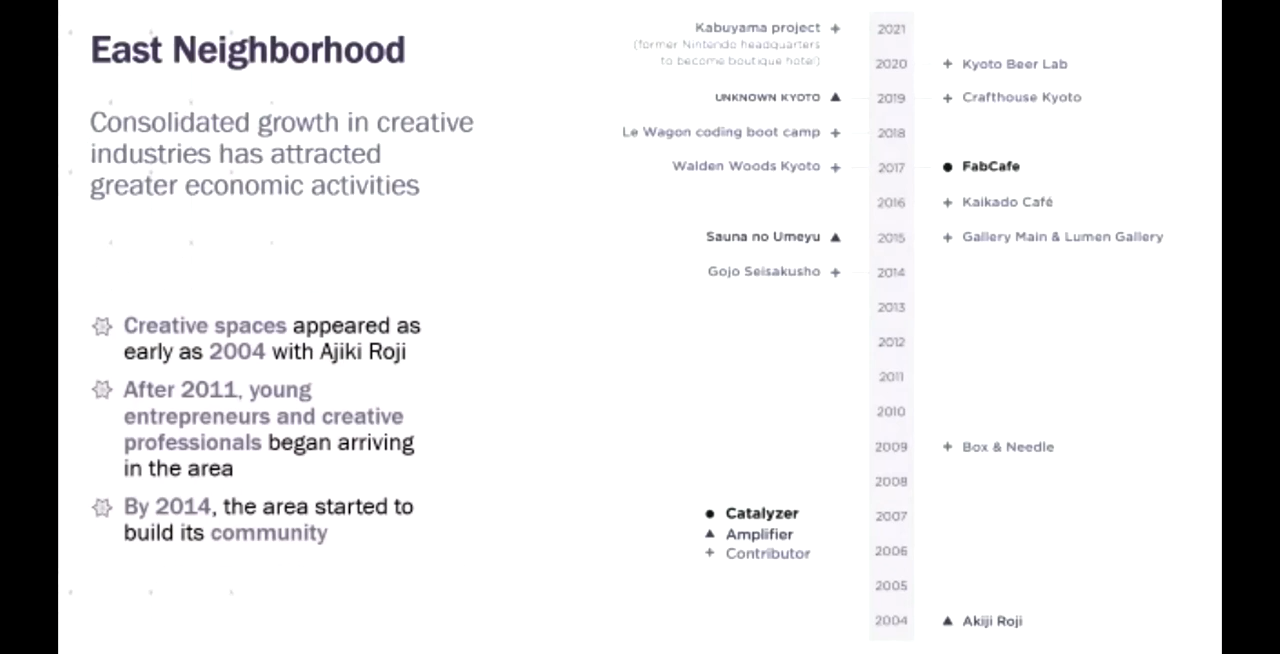 East Neighborhood
Consolidated growth in creative
industries has attracted
greater economic activities
Creative spaces appeared as
early as 2004 with Ajiki Roji
After 2011, young
entrepreneurs and creative
professionals began arriving
in the area
By 2014, the area started to
build its community
Kabuyama project + 2021
(former Nintendo headquarters
to become boutique hotel)
2020 + Kyoto Beer Lab
UNKNOWN KYOTO ▲ 2019 + Crafthouse Kyoto
Le Wagon coding boot camp + 2018
Walden Woods Kyoto + 2017 ● FabCafe
2016 + Kaikado Café
Sauna no Umeyu ▲ 2015 + Gallery Main & Lumen Gallery
Gojo Seisakusho + 2014
2013
2012
2011
2010
2009 + Box & Needle
2008
2007
2006
2005
2004 ▲ Akiji Roji
● Catalyzer
▲ Amplifier
+ Contributor